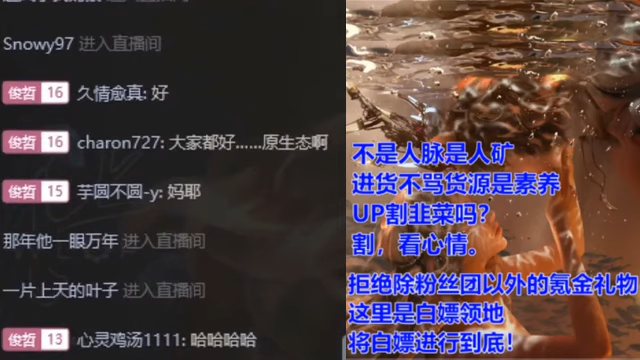 Snowy97 进入直播间
俊哲 16 久情愈真: 好
俊哲 16 charon727: 大家都好……原生态啊
俊哲 15 芋圆不圆-y: 妈耶
那年他一眼万年 进入直播间
一片上天的叶子 进入直播间
俊哲 13 心灵鸡汤1111: 哈哈哈哈
不是人脉是人矿
进货不骂货源是素养
UP割韭菜吗？
割，看心情。
拒绝除粉丝团以外的氪金礼物
这里是白嫖领地
将白嫖进行到底！